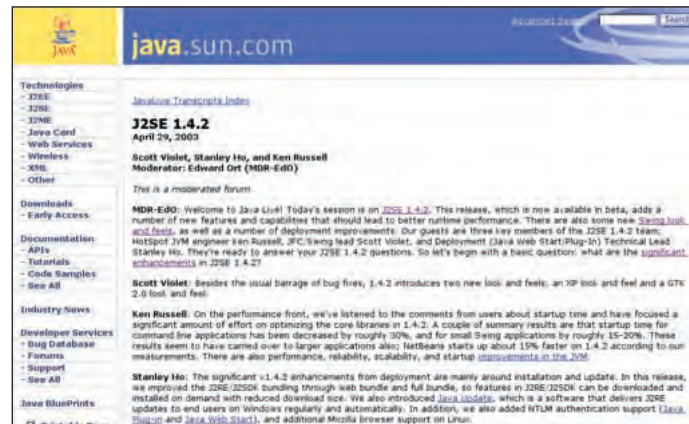 Advanced Search
Search
JAVA
java.sun.com
Technologies
- J2EE
- J2SE
- J2ME
- Java Card
- Web Services
- Wireless
- XML
- Other
Downloads
- Early Access
Documentation
- APIs
- Tutorials
- Code Samples
- See All
Industry News
Developer Services
- Bug Database
- Forums
- Support
- See All
Java BluePrints
JavaLive Transcripts Index
J2SE 1.4.2
April 29, 2003
Scott Violet, Stanley Ho, and Ken Russell
Moderator: Edward Ort (MDR-EdO)
This is a moderated forum.
MDR-EdO: Welcome to Java Live! Today's session is on J2SE 1.4.2. This release, which is now available in beta, adds a
number of new features and capabilities that should lead to better runtime performance. There are also some new Swing look
and feels, as well as a number of deployment improvements. Our guests are three key members of the J2SE 1.4.2 team:
HotSpot JVM engineer Ken Russell, JFC/Swing lead Scott Violet, and Deployment (Java Web Start/Plug-In) Technical Lead
Stanley Ho. They're ready to answer your J2SE 1.4.2 questions. So let's begin with a basic question: what are the significant
enhancements in J2SE 1.4.2?
Scott Violet: Besides the usual barrage of bug fixes, 1.4.2 introduces two new look and feels: an XP look and feel and a GTK
2.0 look and feel.
Ken Russell: On the performance front, we've listened to the comments from users about startup time and have focused a
significant amount of effort on optimizing the core libraries in 1.4.2. A couple of summary results are that startup time for
command line applications has been decreased by roughly 30%, and for small Swing applications by roughly 15-20%. These
results seem to have carried over to larger applications also; NetBeans starts up about 15% faster on 1.4.2 according to our
measurements. There are also performance, reliability, scalability, and startup improvements in the JVM.
Stanley Ho: The significant v1.4.2 enhancements from deployment are mainly around installation and update. In this release,
we improved the J2RE/J2SDK bundling through web bundle and full bundle, so features in J2RE/J2SDK can be downloaded and
installed on demand with reduced download size. We also introduced Java Update, which is a software that delivers J2RE
updates to end users on Windows regularly and automatically. In addition, we also added NTLM authentication support (Java
Plug-in and Java Web Start), and additional Mozilla browser support on Linux.